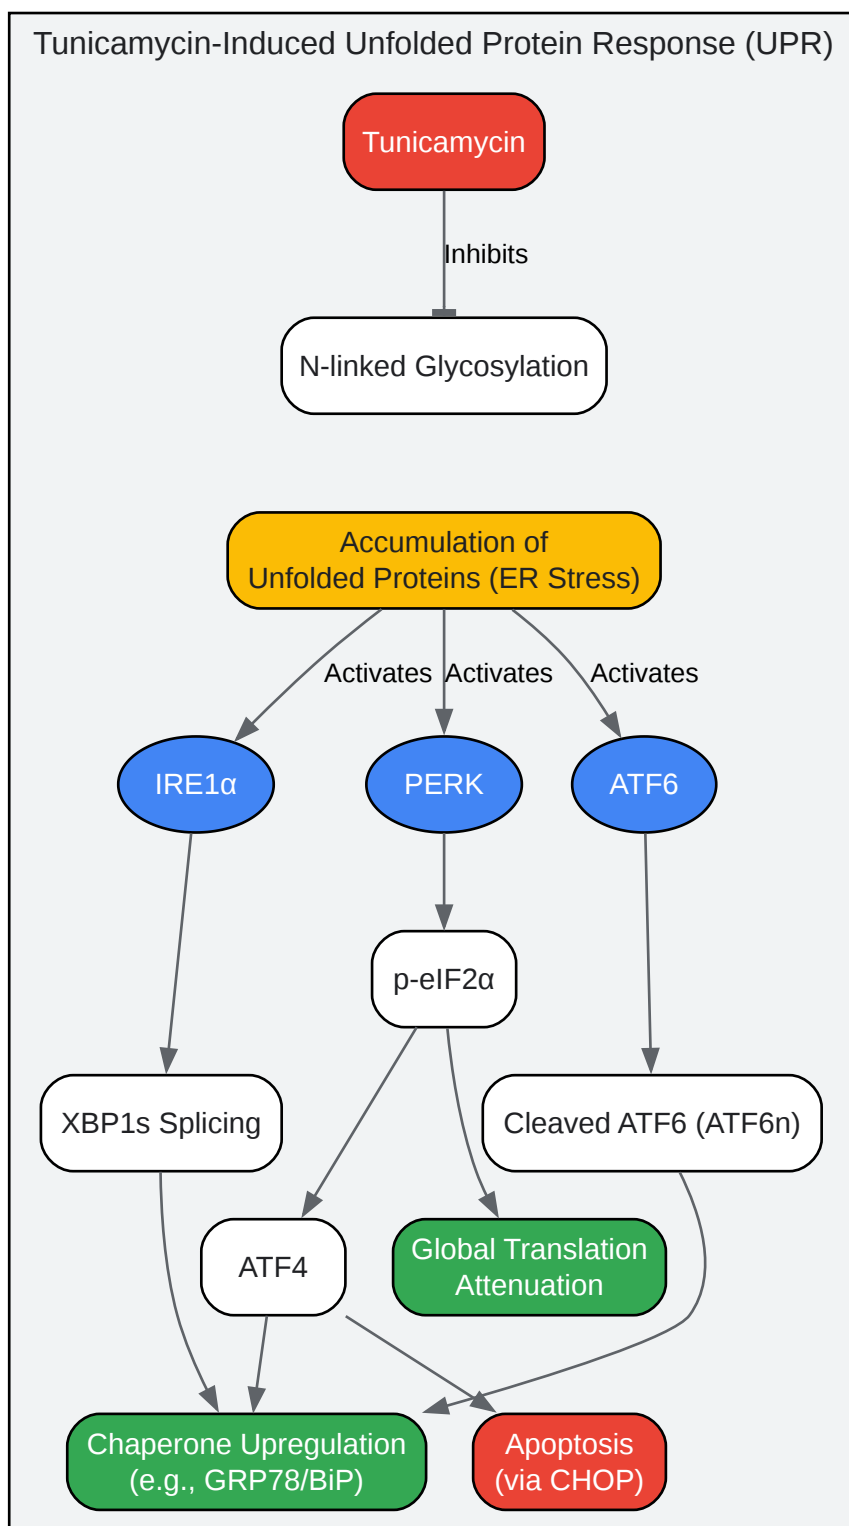 Tunicamycin-Induced Unfolded Protein Response (UPR)
Tunicamycin
Inhibits
N-linked Glycosylation
Accumulation of
Unfolded Proteins (ER Stress)
Activates
Activates
Activates
IRE1α
PERK
ATF6
p-eIF2α
XBP1s Splicing
Cleaved ATF6 (ATF6n)
ATF4
Global Translation
Attenuation
Chaperone Upregulation
(e.g., GRP78/BiP)
Apoptosis
(via CHOP)